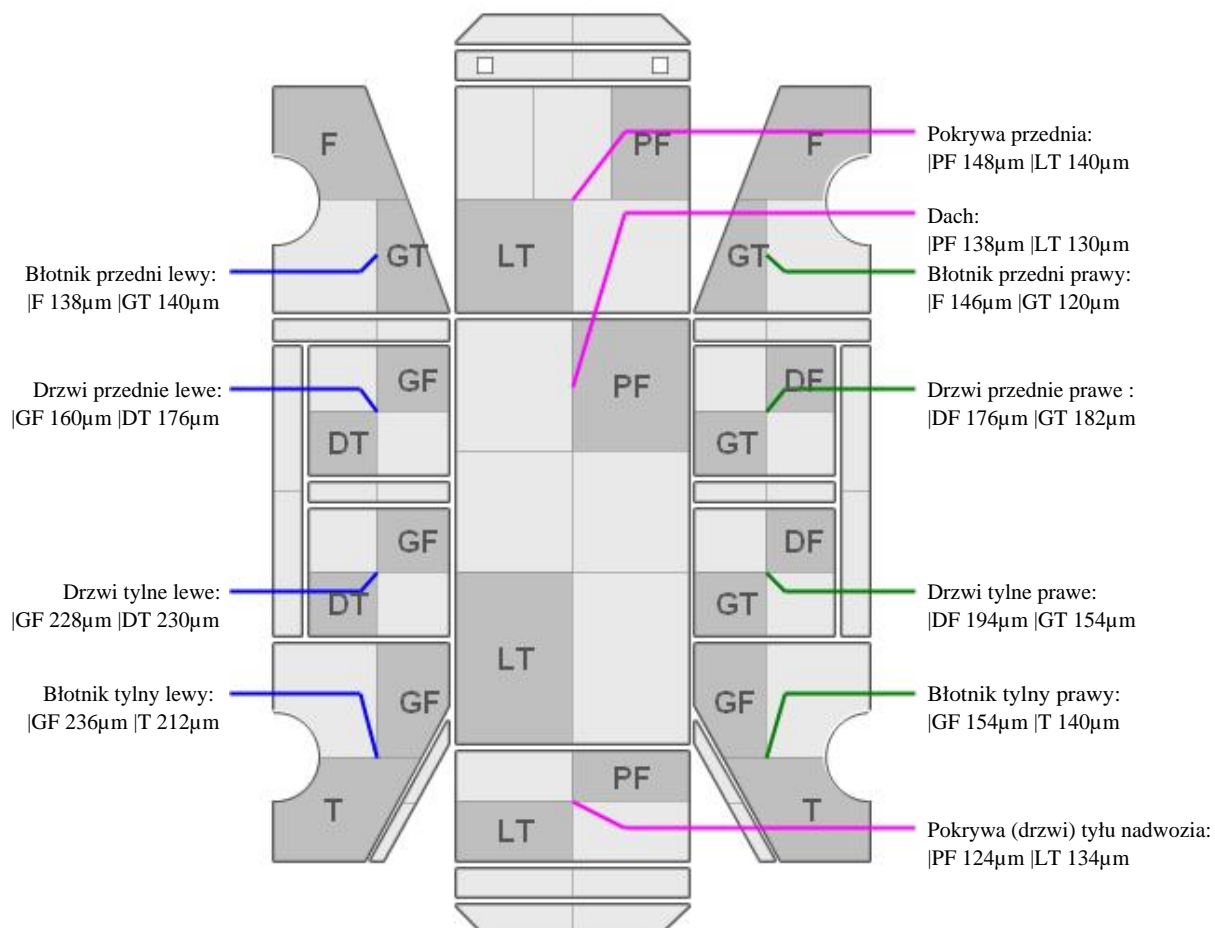 F
PF
F
Pokrywa przednia:
|PF 148µm |LT 140µm
Dach:
|PF 138µm |LT 130µm
GT
LT
GT
Błotnik przedni lewy:
|F 138µm |GT 140µm
Błotnik przedni prawy:
|F 146µm |GT 120µm
GF
PF
DF
Drzwi przednie lewe:
|GF 160µm |DT 176µm
Drzwi przednie prawe :
|DF 176µm |GT 182µm
DT
GT
GF
DF
Drzwi tylne lewe:
|GF 228µm |DT 230µm
Drzwi tylne prawe:
|DF 194µm |GT 154µm
DT
GT
LT
Błotnik tylny lewy:
|GF 236µm |T 212µm
GF
GF
Błotnik tylny prawy:
|GF 154µm |T 140µm
PF
T
LT
T
Pokrywa (drzwi) tyłu nadwozia:
|PF 124µm |LT 134µm